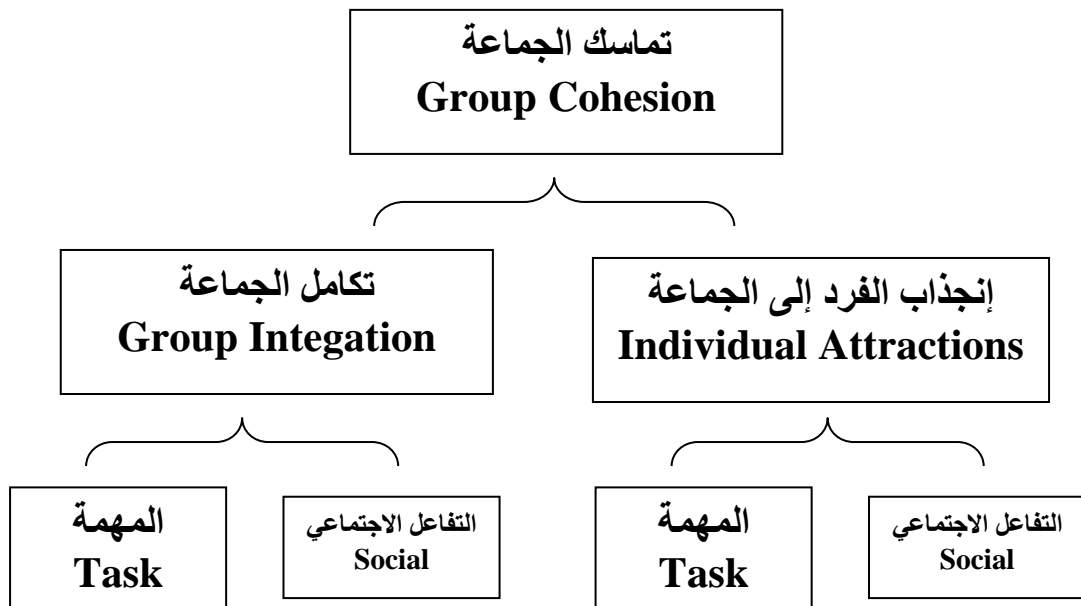 تماسك الجماعة
Group Cohesion
تكامل الجماعة
Group Integation
إنجذاب الفرد إلى الجماعة
Individual Attractions
المهمة
Task
التفاعل الاجتماعي
Social
المهمة
Task
التفاعل الاجتماعي
Social